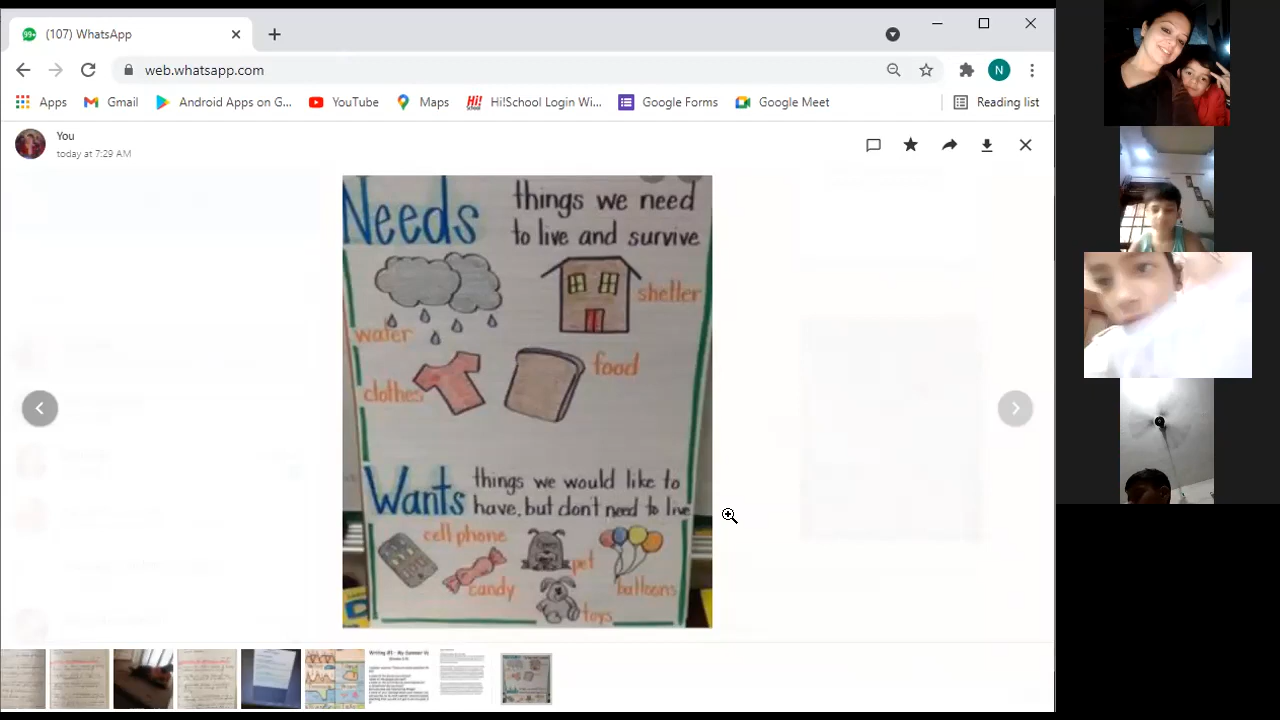 (107) WhatsApp
web.whatsapp.com
N
Apps Gmail Android Apps on G... YouTube Maps Hi! Hi!School Login Wi... Google Forms Google Meet Reading list
You
today at 7:29 AM
Needs things we need
to live and survive
shelter
water
food
clothes
Wants things we would like to
have, but don't need to live
cell phone
pet
candy
balloons
toys